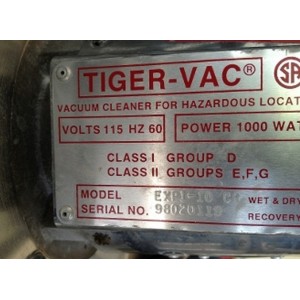 TIGER-VAC®
VACUUM CLEANER FOR HAZARDOUS LOCAT
VOLTS 115 HZ 60
POWER 1000 WAT
CLASS I GROUP D
CLASS II GROUPS E,F,G
MODEL
WET & DRY
SERIAL NO.
RECOVERY